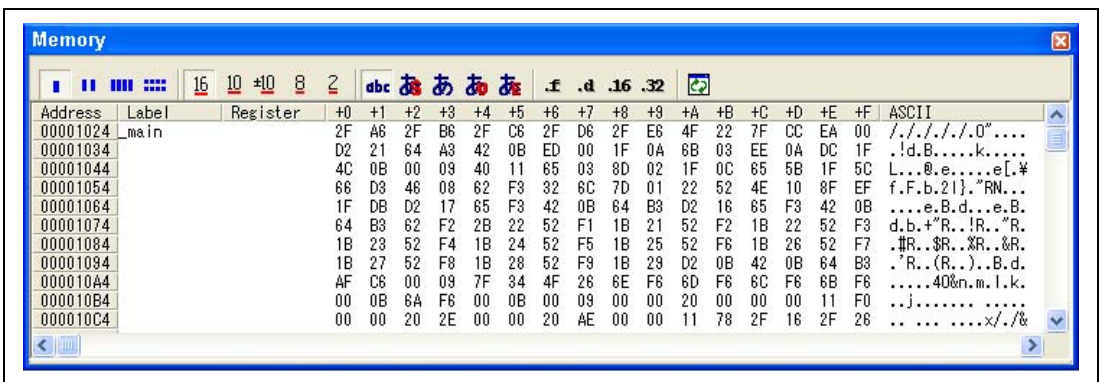 Memory
16 10 ±10 8 2 abc あS あ あD あE .f .d .16 .32
Address Label Register +0 +1 +2 +3 +4 +5 +6 +7 +8 +9 +A +B +C +D +E +F ASCII
00001024 _main 2F A6 2F B6 2F C6 2F D6 2F E6 4F 22 7F CC EA 00 /././././.O"....
00001034 D2 21 64 A3 42 0B ED 00 1F 0A 6B 03 EE 0A DC 1F .!d.B.....k.....
00001044 4C 0B 00 09 40 11 65 03 8D 02 1F 0C 65 5B 1F 5C L...@.e.....e[.¥
00001054 66 D3 46 08 62 F3 32 6C 7D 01 22 52 4E 10 8F EF f.F.b.2l}."RN...
00001064 1F DB D2 17 65 F3 42 0B 64 B3 D2 16 65 F3 42 0B ....e.B.d...e.B.
00001074 64 B3 62 F2 2B 22 52 F1 1B 21 52 F2 1B 22 52 F3 d.b.+"R..!R.."R.
00001084 1B 23 52 F4 1B 24 52 F5 1B 25 52 F6 1B 26 52 F7 .#R..$R..%R..&R.
00001094 1B 27 52 F8 1B 28 52 F9 1B 29 D2 0B 42 0B 64 B3 .'R..(R..)..B.d.
000010A4 AF C6 00 09 7F 34 4F 26 6E F6 6D F6 6C F6 6B F6 .....4O&n.m.l.k.
000010B4 00 0B 6A F6 00 0B 00 09 00 00 20 00 00 00 11 F0 ..j....... .....
000010C4 00 00 20 2E 00 00 20 AE 00 00 11 78 2F 16 2F 26 .. ... ....x/./&